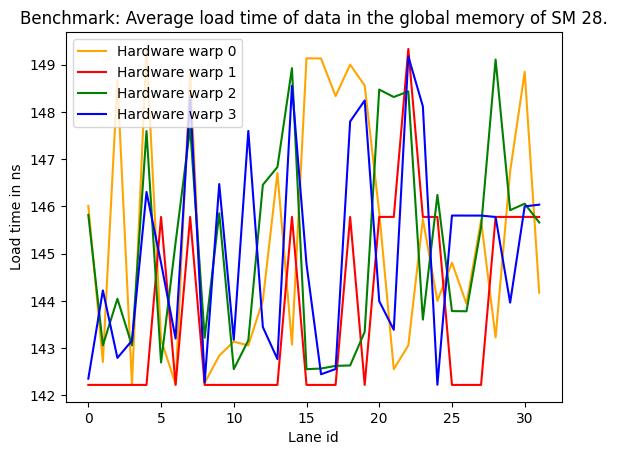 Benchmark: Average load time of data in the global memory of SM 28.
Hardware warp 0
Hardware warp 1
Hardware warp 2
Hardware warp 3
149
148
147
146
145
144
143
142
Load time in ns
0 5 10 15 20 25 30
Lane id